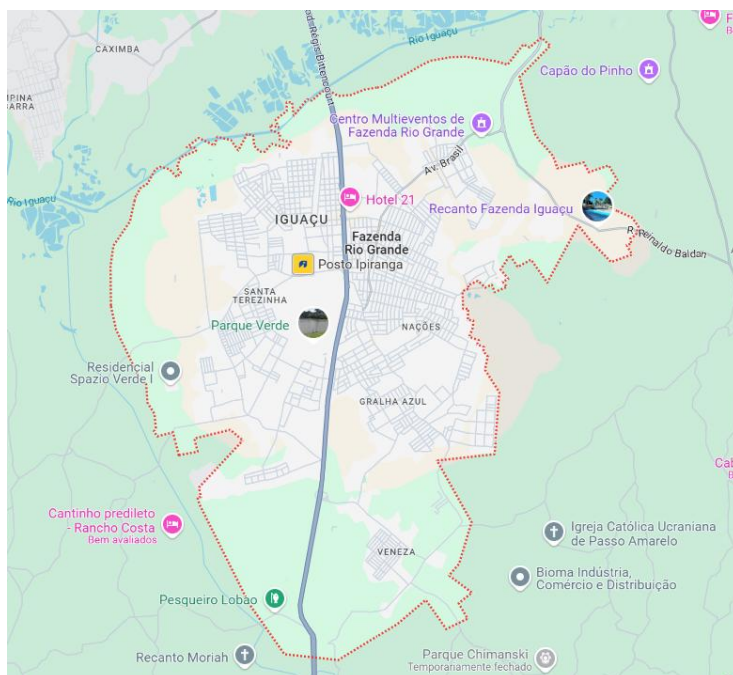 CAXIMBA
Rio Iguaçu
Capão do Pinho
Centro Multieventos de
Fazenda Rio Grande
Av. Brasil
Hotel 21
Recanto Fazenda Iguaçu
Rio Iguaçu
IGUAÇU
Fazenda
Rio Grande
Posto Ipiranga
SANTA
TEREZINHA
Parque Verde
NAÇÕES
Residencial
Spazio Verde I
GRALHA AZUL
Cantinho predileto
- Rancho Costa
Bem avaliados
Igreja Católica Ucraniana
de Passo Amarelo
VENEZA
Bioma Indústria,
Comércio e Distribuição
Pesqueiro Lobão
Recanto Moriah
Parque Chimanski
Temporariamente fechado